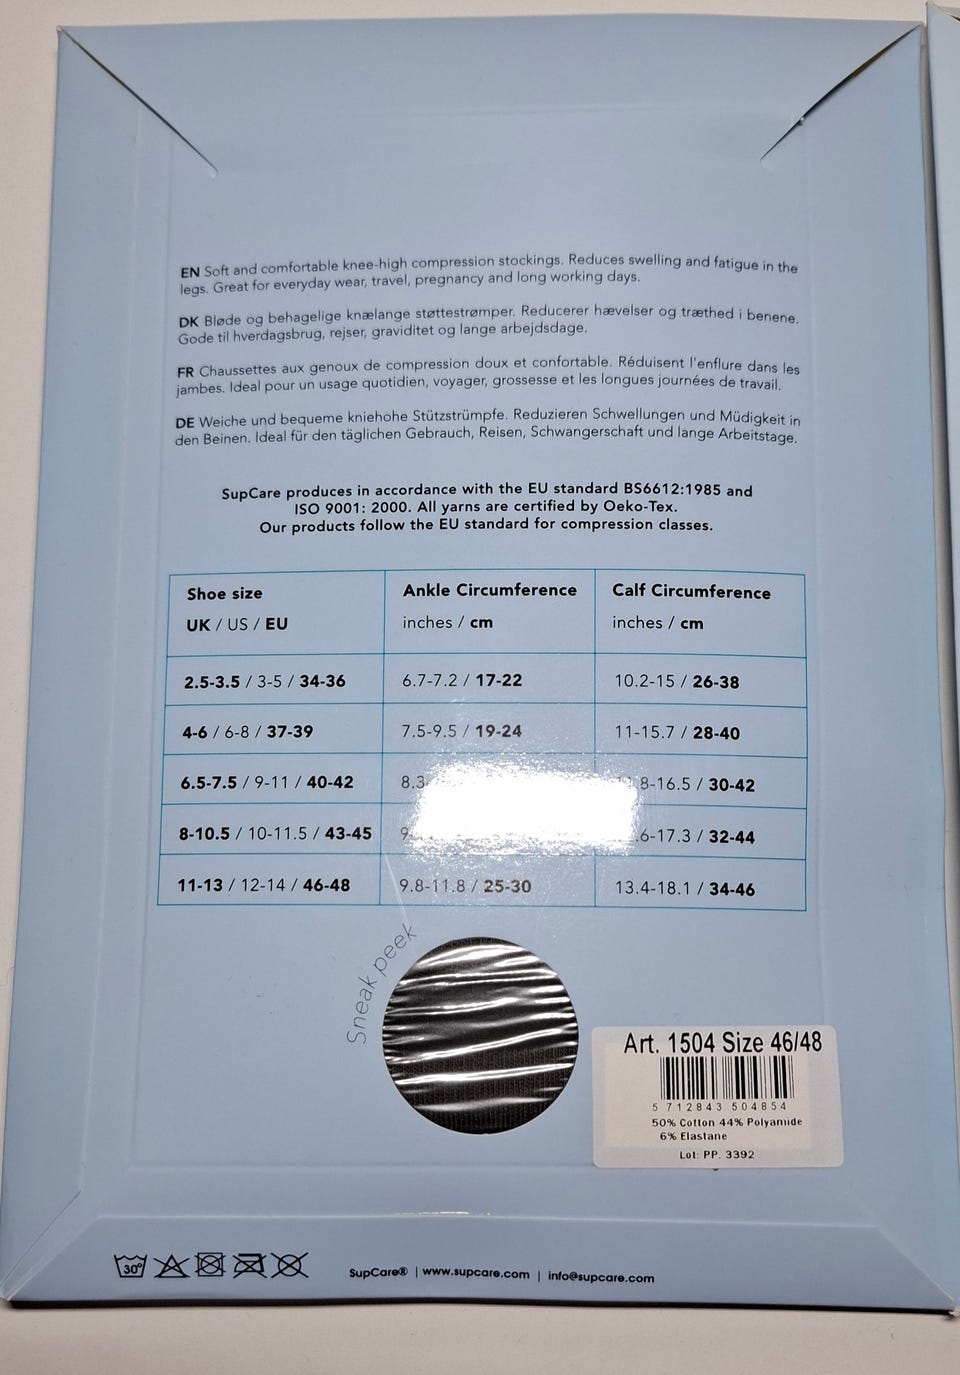 EN Soft and comfortable knee-high compression stockings. Reduces swelling and fatigue in the
legs. Great for everyday wear, travel, pregnancy and long working days.
DK Bløde og behagelige knælange støttestrømper. Reducerer hævelser og træthed i benene.
Gode til hverdagsbrug, rejser, graviditet og lange arbejdsdage.
FR Chaussettes aux genoux de compression doux et confortable. Réduisent l'enflure dans les
jambes. Ideal pour un usage quotidien, voyager, grossesse et les longues journées de travail.
DE Weiche und bequeme kniehohe Stützstrümpfe. Reduzieren Schwellungen und Müdigkeit in
den Beinen. Ideal für den täglichen Gebrauch, Reisen, Schwangerschaft und lange Arbeitstage.
SupCare produces in accordance with the EU standard BS6612:1985 and
ISO 9001: 2000. All yarns are certified by Oeko-Tex.
Our products follow the EU standard for compression classes.
Shoe size Ankle Circumference Calf Circumference
UK / US / EU inches / cm inches / cm
2.5-3.5 / 3-5 / 34-36 6.7-7.2 / 17-22 10.2-15 / 26-38
4-6 / 6-8 / 37-39 7.5-9.5 / 19-24 11-15.7 / 28-40
6.5-7.5 / 9-11 / 40-42 8.3 8-16.5 / 30-42
8-10.5 / 10-11.5 / 43-45 .6-17.3 / 32-44
11-13 / 12-14 / 46-48 9.8-11.8 / 25-30 13.4-18.1 / 34-46
Sneak peek
Art. 1504 Size 46/48
5 712843 504854
50% Cotton 44% Polyamide
6% Elastane
Lot: PP. 3392
30° SupCare® | www.supcare.com | info@supcare.com